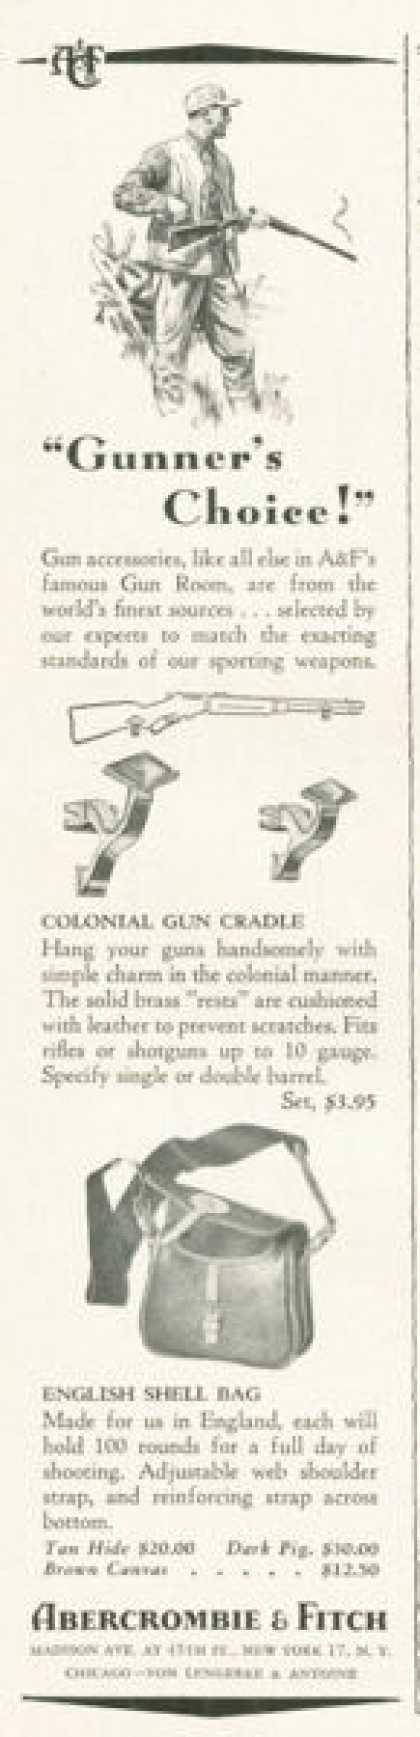 A&F Co
"Gunner's
Choice!"
Gun accessories, like all else in A&F's
famous Gun Room, are from the
world's finest sources . . . selected by
our experts to match the exacting
standards of our sporting weapons.
COLONIAL GUN CRADLE
Hang your guns handsomely with
simple charm in the colonial manner.
The solid brass "rests" are cushioned
with leather to prevent scratches. Fits
rifles or shotguns up to 10 gauge.
Specify single or double barrel.
Set, $3.95
ENGLISH SHELL BAG
Made for us in England, each will
hold 100 rounds for a full day of
shooting. Adjustable web shoulder
strap, and reinforcing strap across
bottom.
Tan Hide $20.00 Dark Pig, $30.00
Brown Canvas . . . . . $12.50
ABERCROMBIE & FITCH
MADISON AVE. AT 45TH ST., NEW YORK 17, N. Y.
CHICAGO—VON LENGERKE & ANTOINE